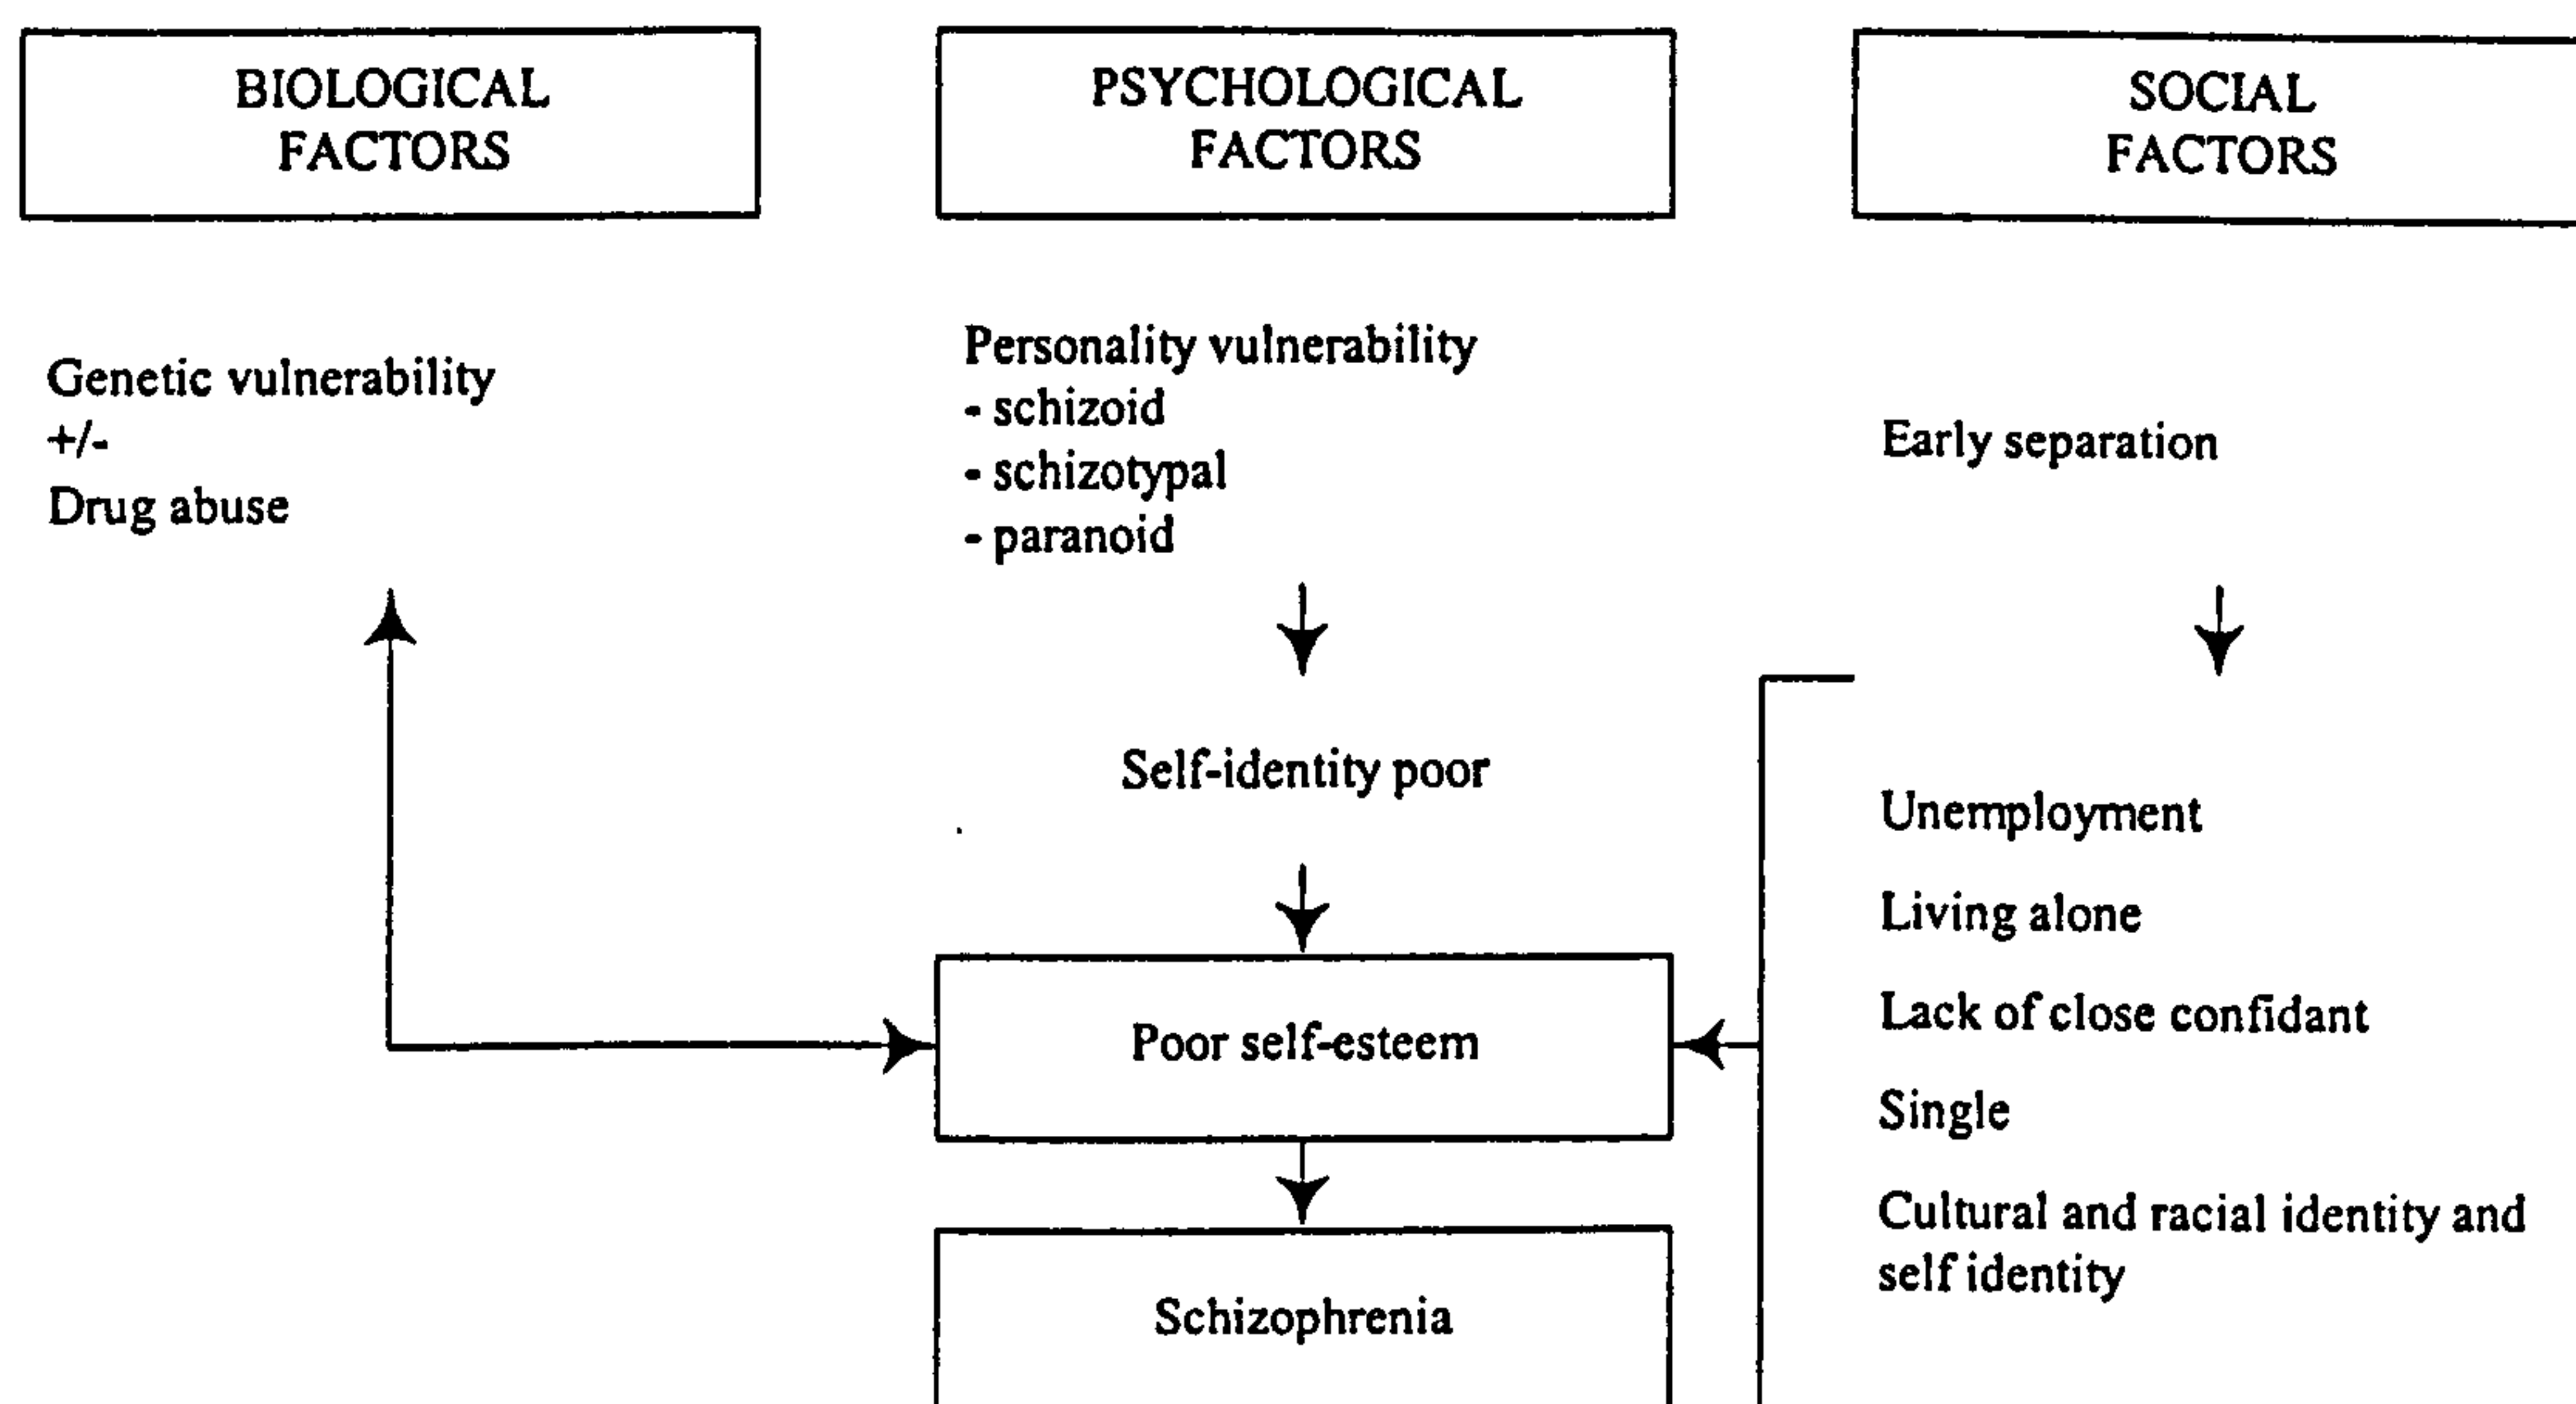 BIOLOGICAL
FACTORS
PSYCHOLOGICAL
FACTORS
SOCIAL
FACTORS
Genetic vulnerability
+/-
Drug abuse
Personality vulnerability
- schizoid
- schizotypal
- paranoid
Early separation
Self-identity poor
Unemployment
Living alone
Lack of close confidant
Single
Cultural and racial identity and
self identity
Poor self-esteem
Schizophrenia